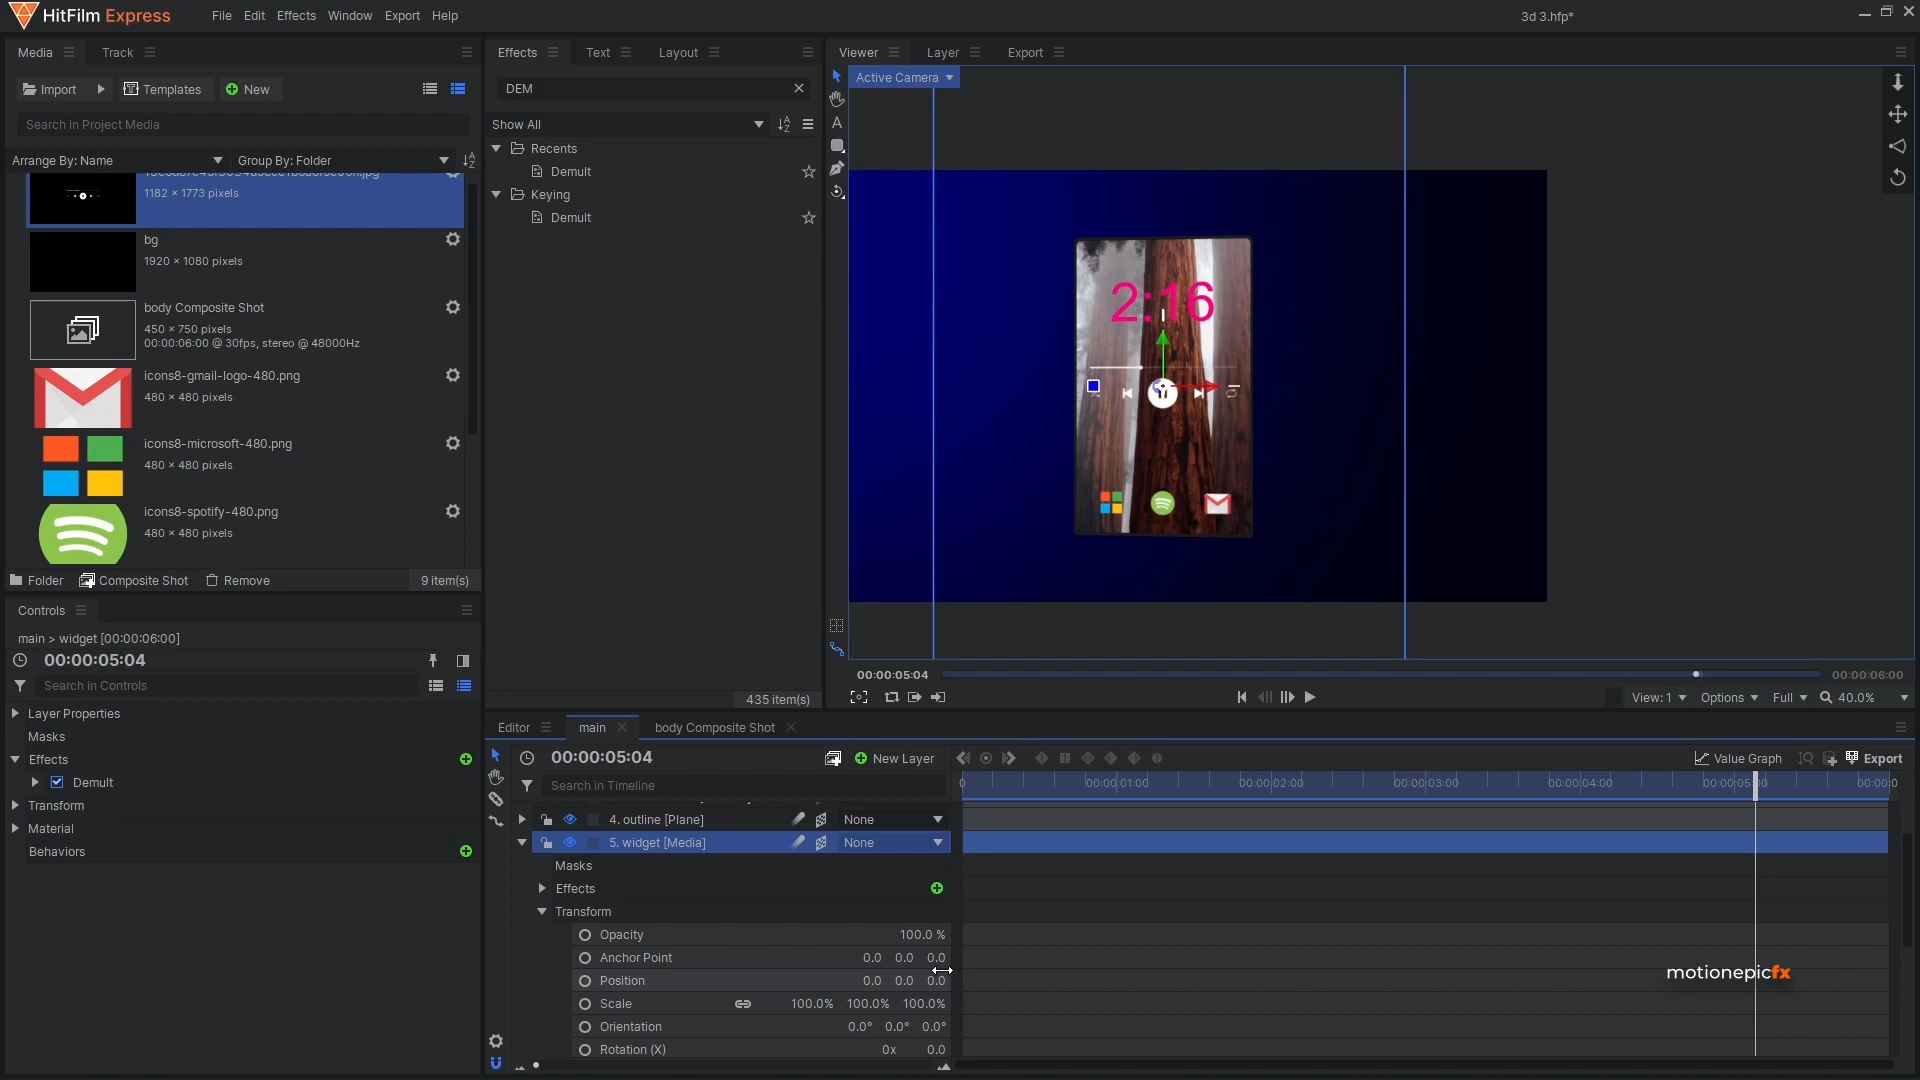 HitFilm Express
File Edit Effects Window Export Help
3d 3.hfp*
Media Track
Import Templates New
Search in Project Media
Arrange By: Name Group By: Folder
1182 × 1773 pixels
bg
1920 × 1080 pixels
body Composite Shot
450 × 750 pixels
00:00:06:00 @ 30fps, stereo @ 48000Hz
icons8-gmail-logo-480.png
480 × 480 pixels
icons8-microsoft-480.png
480 × 480 pixels
icons8-spotify-480.png
480 × 480 pixels
Folder Composite Shot Remove 9 item(s)
Controls
main > widget [00:00:06:00]
00:00:05:04
Search in Controls
Layer Properties
Masks
Effects
Demult
Transform
Material
Behaviors
Effects Text Layout
DEM
Show All
Recents
Demult
Keying
Demult
435 item(s)
Viewer Layer Export
Active Camera
2:16
00:00:05:04 00:00:06:00
View: 1 Options Full 40.0%
Editor main body Composite Shot
00:00:05:04 New Layer Value Graph Export
Search in Timeline
0 00:00:01:00 00:00:02:00 00:00:03:00 00:00:04:00 00:00:05:00 00:00:0
4. outline [Plane] None
5. widget [Media] None
Masks
Effects
Transform
Opacity 100.0 %
Anchor Point 0.0 0.0 0.0
Position 0.0 0.0 0.0
Scale 100.0% 100.0% 100.0%
Orientation 0.0° 0.0° 0.0°
Rotation (X) 0x 0.0
motionepicfx